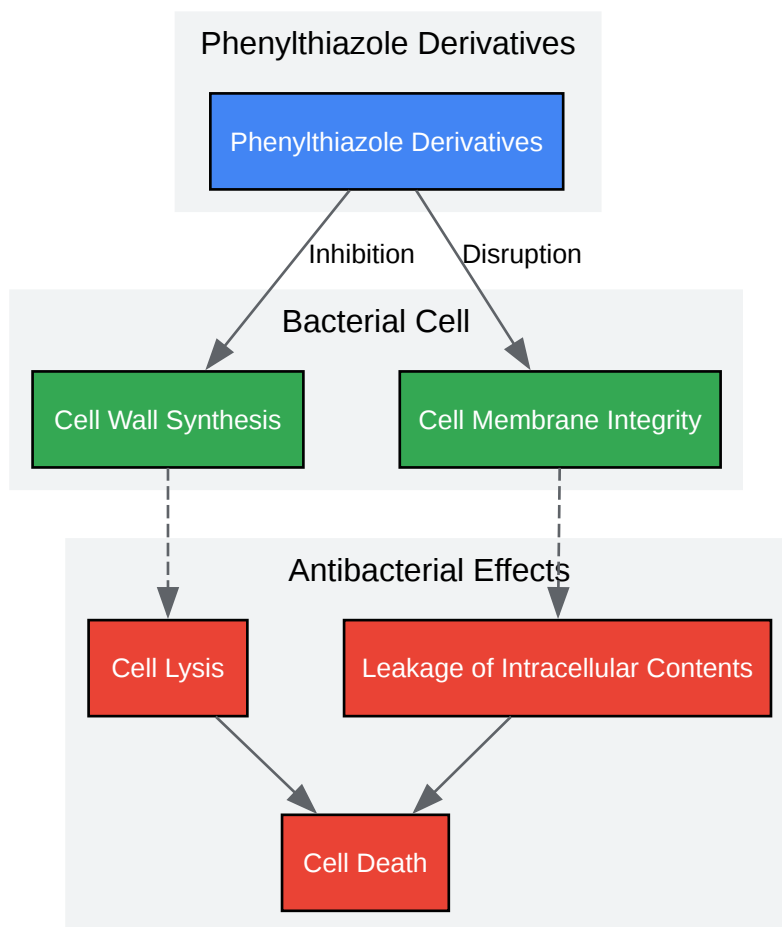 Phenylthiazole Derivatives
Phenylthiazole Derivatives
Inhibition
Disruption
Bacterial Cell
Cell Wall Synthesis
Cell Membrane Integrity
Antibacterial Effects
Cell Lysis
Leakage of Intracellular Contents
Cell Death